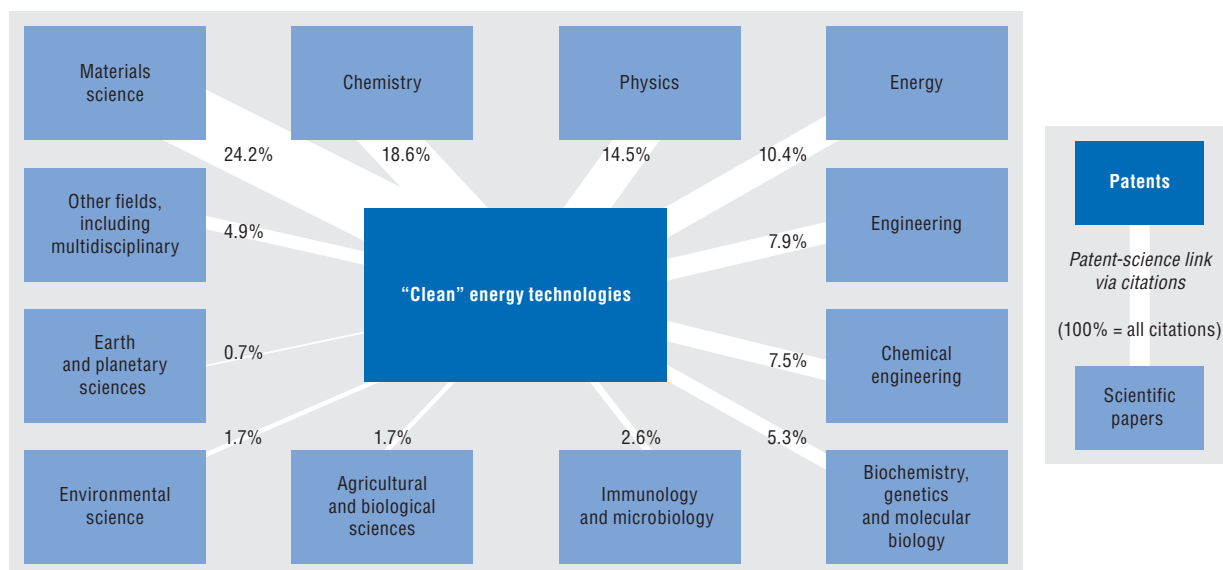 Materials
science
Chemistry
Physics
Energy
24.2%
18.6%
14.5%
10.4%
Other fields,
including
multidisciplinary
4.9%
7.9%
Engineering
“Clean” energy technologies
Earth
and planetary
sciences
0.7%
7.5%
Chemical
engineering
1.7%
1.7%
2.6%
5.3%
Environmental
science
Agricultural
and biological
sciences
Immunology
and microbiology
Biochemistry,
genetics
and molecular
biology
Patents
Patent-science link
via citations
(100% = all citations)
Scientific
papers